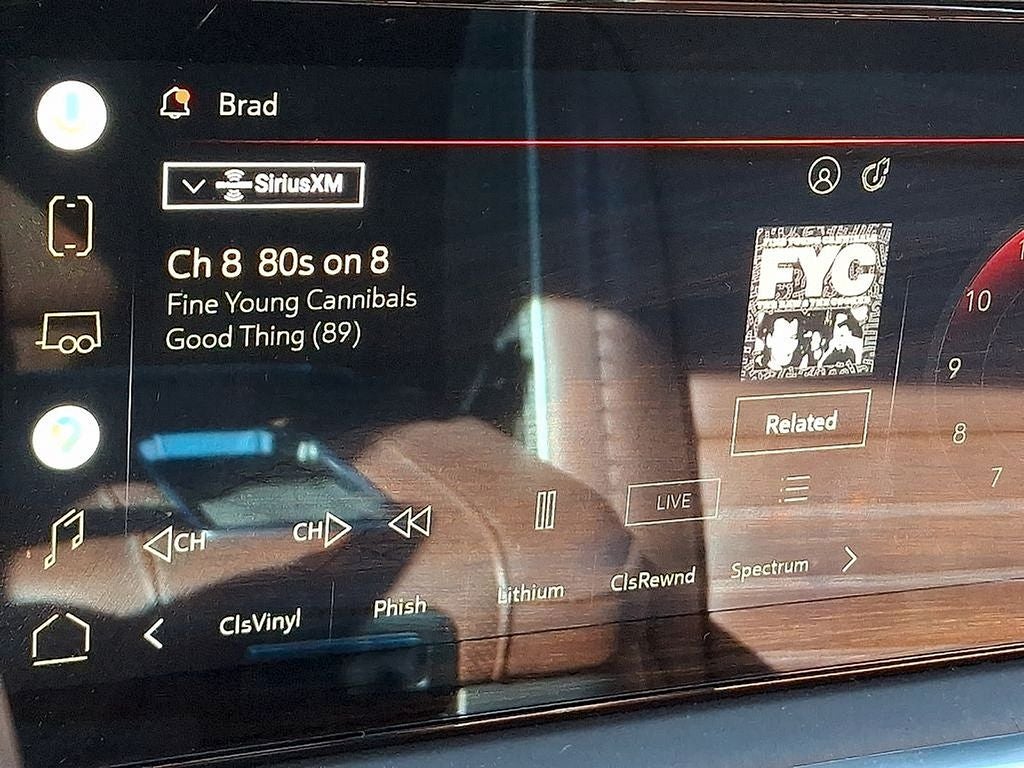 Brad
SiriusXM
Ch 8 80s on 8
Fine Young Cannibals
Good Thing (89)
FYC
Related
10
9
8
7
CH
CH
LIVE
ClsVinyl
Phish
Lithium
ClsRewnd
Spectrum